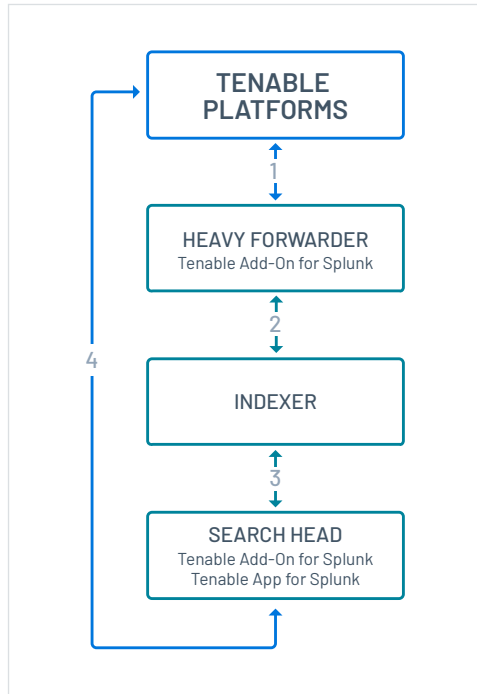 TENABLE
PLATFORMS
1
HEAVY FORWARDER
Tenable Add-On for Splunk
2
4
INDEXER
3
SEARCH HEAD
Tenable Add-On for Splunk
Tenable App for Splunk